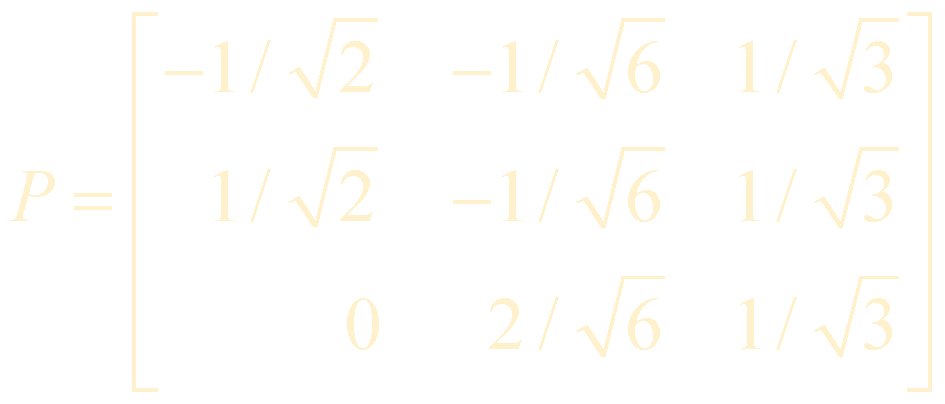 P = [ -1/√2 -1/√6 1/√3
1/√2 -1/√6 1/√3
0 2/√6 1/√3 ]